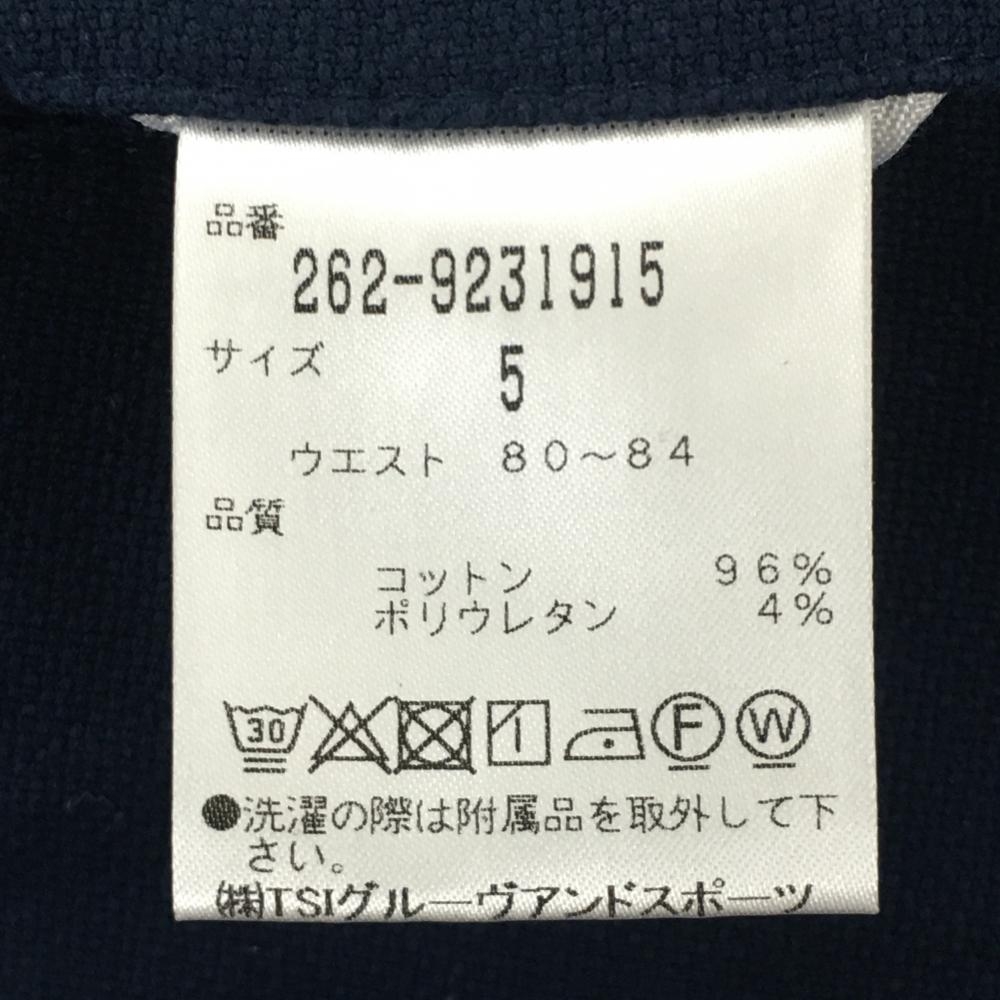 品番
262-9231915
サイズ 5
ウエスト 80～84
品質
コットン 96%
ポリウレタン 4%
30 F W
●洗濯の際は附属品を取外して下
さい。
㈱TSIグルーヴアンドスポーツ